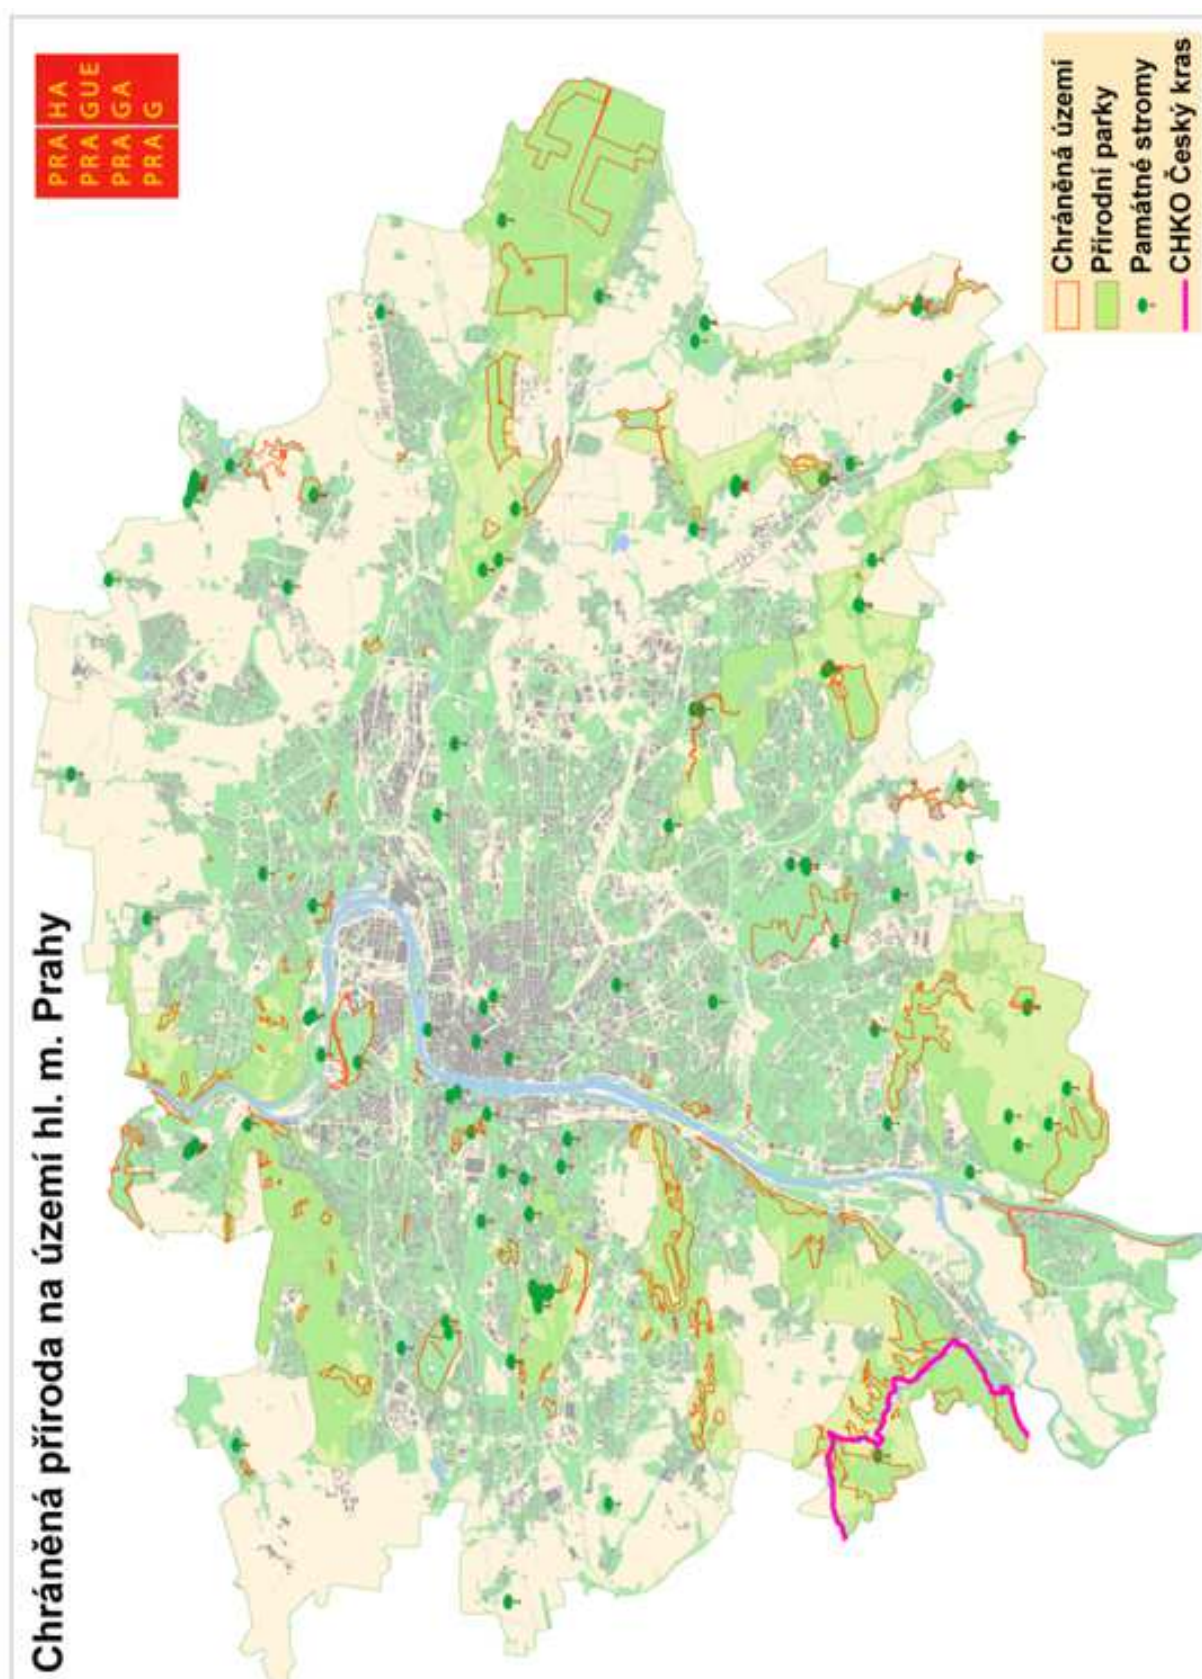 Chráněná příroda na území hl. m. Prahy
PRA HA
PRA GUE
PRA GA
PRA G
Chráněná území
Přírodní parky
Památné stromy
CHKO Český kras